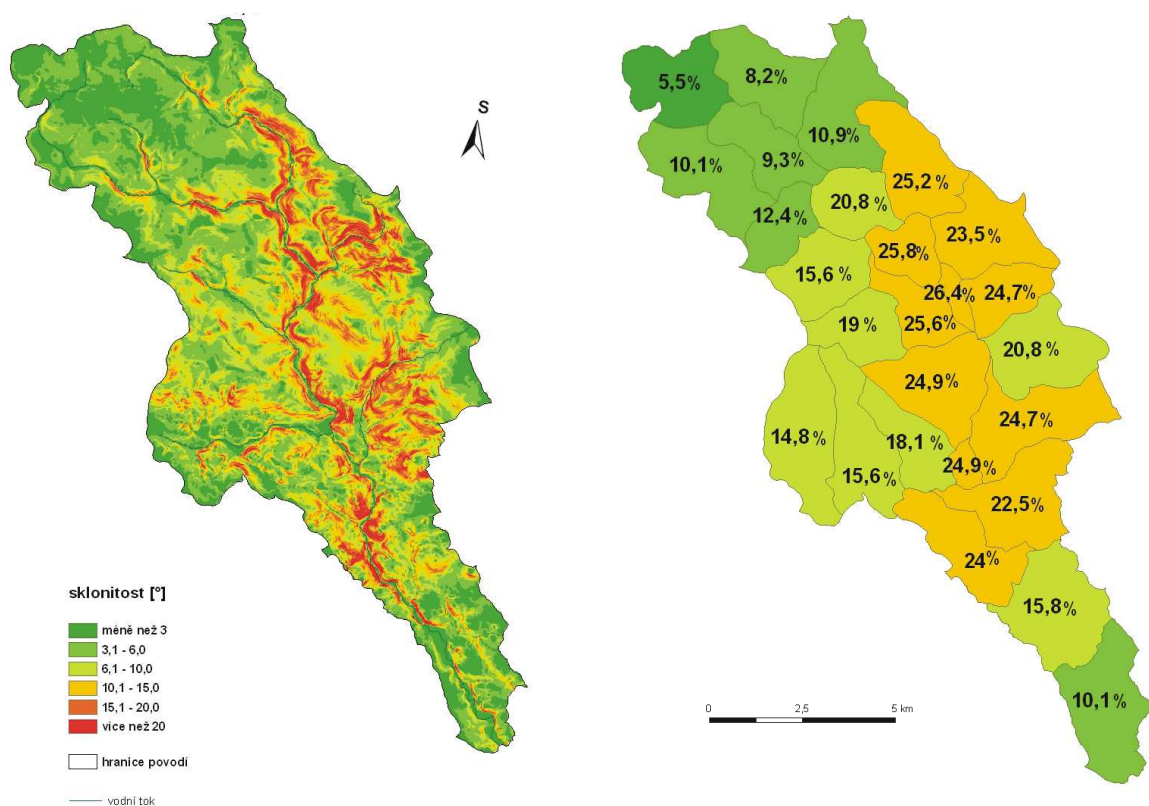 S
sklonitost [°]
méně než 3
3,1 - 6,0
6,1 - 10,0
10,1 - 15,0
15,1 - 20,0
více než 20
hranice povodí
vodní tok
5,5%
8,2%
10,9%
10,1%
9,3%
25,2%
12,4%
20,8 %
23,5%
25,8%
15,6%
26,4%
24,7%
19 %
25,6%
20,8%
24,9%
24,7%
14,8 %
18,1%
24,9%
15,6%
22,5%
24%
15,8%
10,1%
0 2,5 5 km